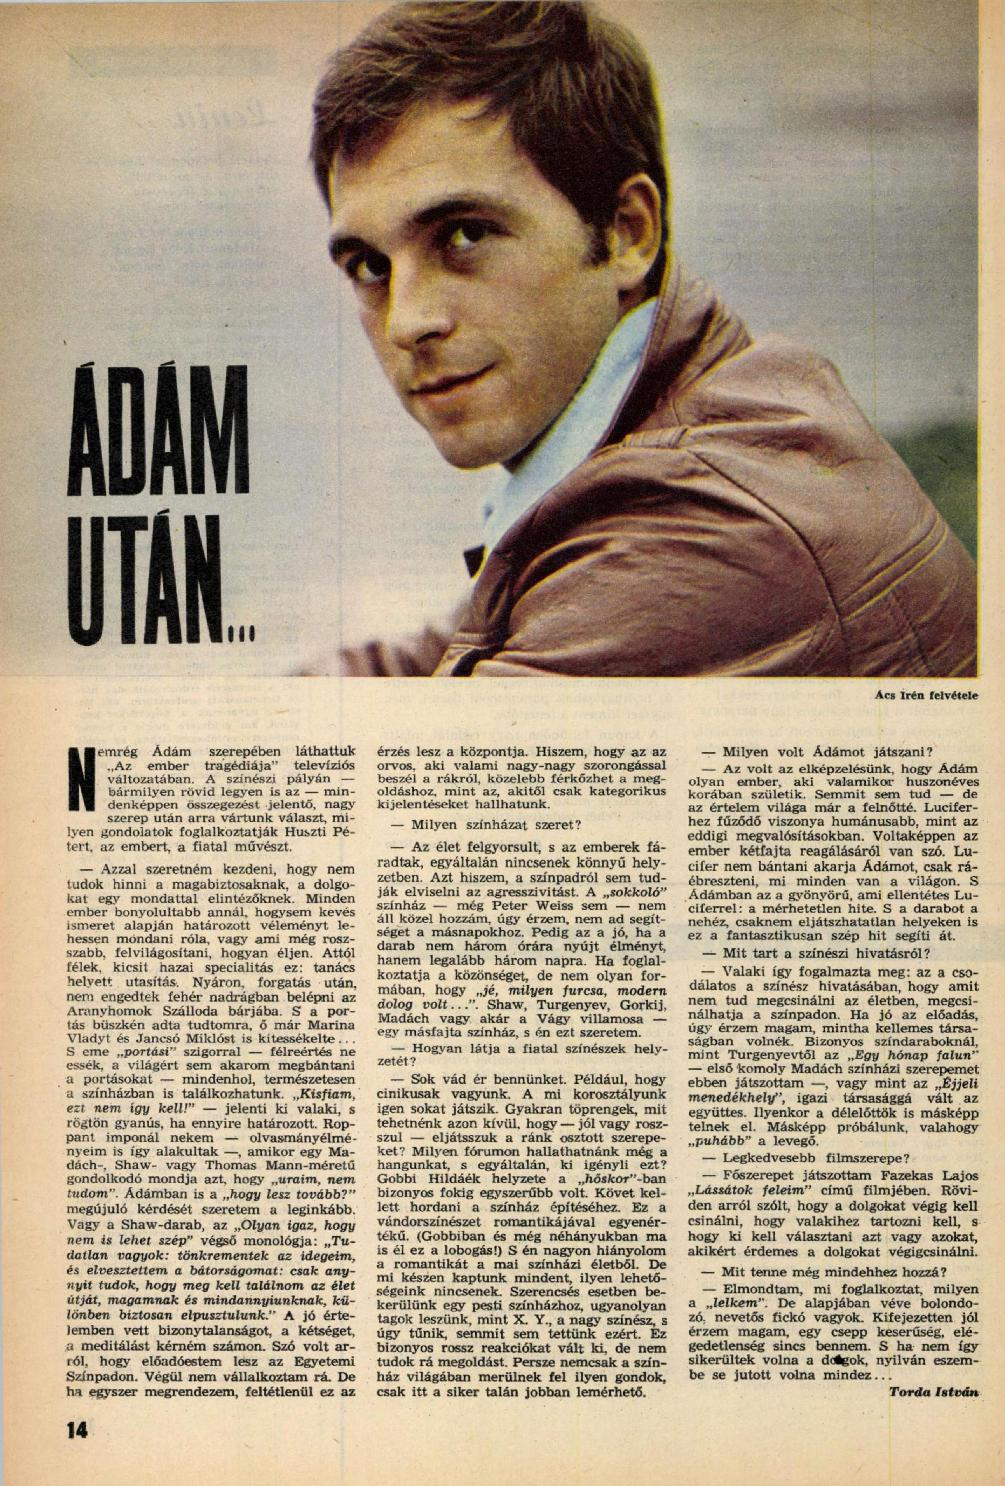 ÁDÁM
UTÁN...
Ács Irén felvétele
Nemrég Ádám szerepében láthattuk
„Az ember tragédiája” televíziós
változatában. A színészi pályán —
bármilyen rövid legyen is az — min-
denképpen összegezést jelentő, nagy
szerep után arra vártunk választ, mi-
lyen gondolatok foglalkoztatják Huszti Pé-
tert, az embert, a fiatal művészt.
— Azzal szeretném kezdeni, hogy nem
tudok hinni a magabiztosaknak, a dolgo-
kat egy mondattal elintézőknek. Minden
ember bonyolultabb annál, hogysem kevés
ismeret alapján határozott véleményt le-
hessen mondani róla, vagy ami még rosz-
szabb, felvilágosítani, hogyan éljen. Attól
félek, kicsit hazai specialitás ez: tanács
helyett utasítás. Nyáron, forgatás után,
nem engedtek fehér nadrágban belépni az
Aranyhomok Szálloda bárjába. S a por-
tás büszkén adta tudtomra, ő már Marina
Vladyt és Jancsó Miklóst is kitessékelte...
S eme „portási” szigorral — félreértés ne
essék, a világért sem akarom megbántani
a portásokat — mindenhol, természetesen
a színházban is találkozhatunk. „Kisfiam,
ezt nem így kell!” — jelenti ki valaki, s
rögtön gyanús, ha ennyire határozott. Rop-
pant imponál nekem — olvasmányélmé-
nyeim is így alakultak —, amikor egy Ma-
dách-, Shaw- vagy Thomas Mann-méretű
gondolkodó mondja azt, hogy „uraim, nem
tudom”. Ádámban is a „hogy lesz tovább?”
megújuló kérdését szeretem a leginkább.
Vagy a Shaw-darab, az „Olyan igaz, hogy
nem is lehet szép” végső monológja: „Tu-
datlan vagyok: tönkrementek az idegeim,
és elvesztettem a bátorságomat: csak any-
nyit tudok, hogy meg kell találnom az élet
útját, magamnak és mindannyiunknak, kü-
lönben biztosan elpusztulunk.” A jó érte-
lemben vett bizonytalanságot, a kétséget,
a meditálást kérném számon. Szó volt ar-
ról, hogy előadóestem lesz az Egyetemi
Színpadon. Végül nem vállalkoztam rá. De
ha egyszer megrendezem, feltétlenül ez az
érzés lesz a központja. Hiszem, hogy az az
orvos, aki valami nagy-nagy szorongással
beszél a rákról, közelebb férkőzhet a meg-
oldáshoz, mint az, akitől csak kategorikus
kijelentéseket hallhatunk.
— Milyen színházat szeret?
— Az élet felgyorsult, s az emberek fá-
radtak, egyáltalán nincsenek könnyű hely-
zetben. Azt hiszem, a színpadról sem tud-
ják elviselni az agresszivitást. A „sokkoló”
színház — még Peter Weiss sem — nem
áll közel hozzám, úgy érzem, nem ad segít-
séget a másnapokhoz. Pedig az a jó, ha a
darab nem három órára nyújt élményt,
hanem legalább három napra. Ha foglal-
koztatja a közönséget, de nem olyan for-
mában, hogy „jé, milyen furcsa, modern
dolog volt...”. Shaw, Turgenyev, Gorkij,
Madách vagy akár a Vágy villamosa —
egy másfajta színház, s én ezt szeretem.
— Hogyan látja a fiatal színészek hely-
zetét?
— Sok vád ér bennünket. Például, hogy
cinikusak vagyunk. A mi korosztályunk
igen sokat játszik. Gyakran töprengek, mit
tehetnénk azon kívül, hogy — jól vagy rosz-
szul — eljátsszuk a ránk osztott szerepe-
ket? Milyen fórumon hallathatnánk még a
hangunkat, s egyáltalán, ki igényli ezt?
Gobbi Hildáék helyzete a „hőskor”-ban
bizonyos fokig egyszerűbb volt. Követ kel-
lett hordani a színház építéséhez. Ez a
vándorszínészet romantikájával egyenér-
tékű. (Gobbiban és még néhányukban ma
is él ez a lobogás!) S én nagyon hiányolom
a romantikát a mai színházi életből. De
mi készen kaptunk mindent, ilyen lehető-
ségeink nincsenek. Szerencsés esetben be-
kerülünk egy pesti színházhoz, ugyanolyan
tagok leszünk, mint X. Y., a nagy színész, s
úgy tűnik, semmit sem tettünk ezért. Ez
bizonyos rossz reakciókat vált ki, de nem
tudok rá megoldást. Persze nemcsak a szín-
ház világában merülnek fel ilyen gondok,
csak itt a siker talán jobban lemérhető.
— Milyen volt Ádámot játszani?
— Az volt az elképzelésünk, hogy Ádám
olyan ember, aki valamikor huszonéves
korában születik. Semmit sem tud — de
az értelem világa már a felnőtté. Lucifer-
hez fűződő viszonya humánusabb, mint az
eddigi megvalósításokban. Voltaképpen az
ember kétfajta reagálásáról van szó. Lu-
cifer nem bántani akarja Ádámot, csak rá-
ébreszteni, mi minden van a világon. S
Ádámban az a gyönyörű, ami ellentétes Lu-
ciferrel: a mérhetetlen hite. S a darabot a
nehéz, csaknem eljátszhatatlan helyeken is
ez a fantasztikusan szép hit segíti át.
— Mit tart a színészi hivatásról?
— Valaki így fogalmazta meg: az a cso-
dálatos a színész hivatásában, hogy amit
nem tud megcsinálni az életben, megcsi-
nálhatja a színpadon. Ha jó az előadás,
úgy érzem magam, mintha kellemes társa-
ságban volnék. Bizonyos színdaraboknál,
mint Turgenyevtől az „Egy hónap falun”
— első komoly Madách színházi szerepemet
ebben játszottam —, vagy mint az „Éjjeli
menedékhely”, igazi társasággá vált az
együttes. Ilyenkor a délelőttök is másképp
telnek el. Másképp próbálunk, valahogy
„puhább” a levegő.
— Legkedvesebb filmszerepe?
— Főszerepet játszottam Fazekas Lajos
„Lássátok feleim” című filmjében. Rövi-
den arról szólt, hogy a dolgokat végig kell
csinálni, hogy valakihez tartozni kell, s
hogy ki kell választani azt vagy azokat,
akikért érdemes a dolgokat végigcsinálni.
— Mit tenne még mindehhez hozzá?
— Elmondtam, mi foglalkoztat, milyen
a „lelkem”. De alapjában véve bolondo-
zó, nevetős fickó vagyok. Kifejezetten jól
érzem magam, egy csepp keserűség, elé-
gedetlenség sincs bennem. S ha nem így
sikerültek volna a dolgok, nyilván eszem-
be se jutott volna mindez...
Torda István
14